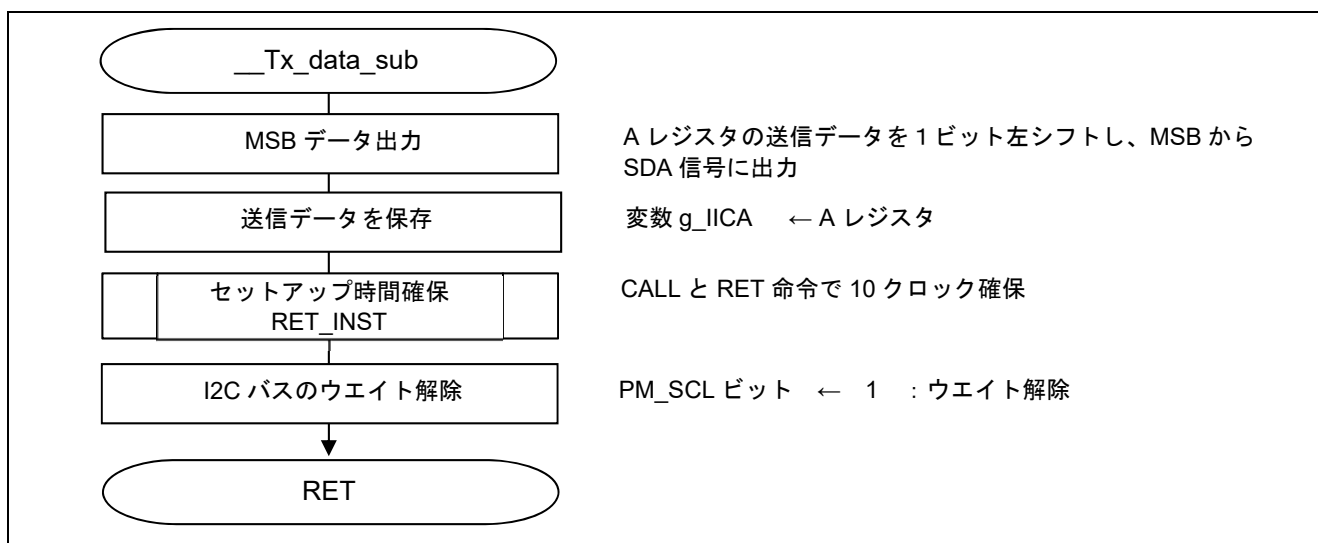 __Tx_data_sub
MSB データ出力
A レジスタの送信データを 1 ビット左シフトし、MSB から
SDA 信号に出力
送信データを保存
変数 g_IICA ← A レジスタ
セットアップ時間確保
RET_INST
CALL と RET 命令で 10 クロック確保
I2C バスのウエイト解除
PM_SCL ビット ← 1 : ウエイト解除
RET